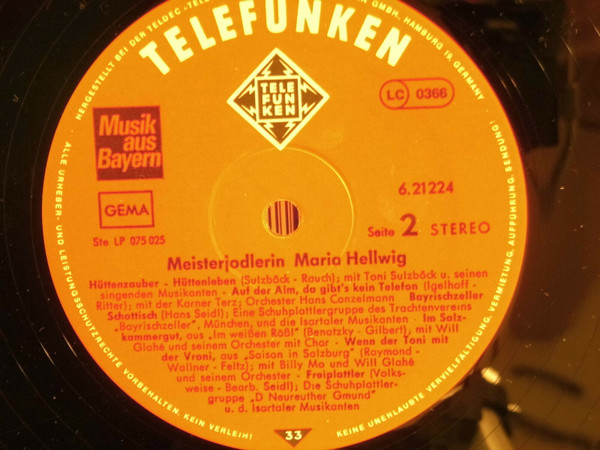 HERGESTELLT BEI DER TELDEC »TELE
GMBH, HAMBURG 19, GERMANY
TELEFUNKEN
TELE
FUN
KEN
LC 0366
Musik
aus
Bayern
GEMA
6.21224
Ste LP 075 025
Seite 2 STEREO
Meisterjodlerin Maria Hellwig
Hüttenzauber - Hüttenleben (Sulzböck - Rauch); mit Toni Sulzböck u. seinen
singenden Musikanten - Auf der Alm, da gibt's kein Telefon (Igelhoff-
Ritter); mit der Korner Terz; Orchester Hans Conzelmann - Bayrischzeller
Schottisch (Hans Seidl); Eine Schuhplattlergruppe des Trachtenvereins
„Bayrischzeller", München, und die Isartaler Musikanten - Im Salz-
kammergut, aus „Im weißen Rößl" (Benatzky - Gilbert), mit Will
Glahé und seinem Orchester mit Chor - Wenn der Toni mit
der Vroni, aus „Saison in Salzburg" (Raymond -
Wallner - Feltz); mit Billy Mo und Will Glahé
und seinem Orchester - Freiplattler (Volks-
weise - Bearb. Seidl); Die Schuhplattler-
gruppe „D Neureuther Gmund"
u. d. Isartaler Musikanten
33
ALLE URHEBER- UND LEISTUNGSSCHUTZRECHTE VORBEHALTEN. KEIN VERLEIH!
KEINE UNERLAUBTE VERVIELFÄLTIGUNG, VERMIETUNG, AUFFÜHRUNG, SENDUNG!